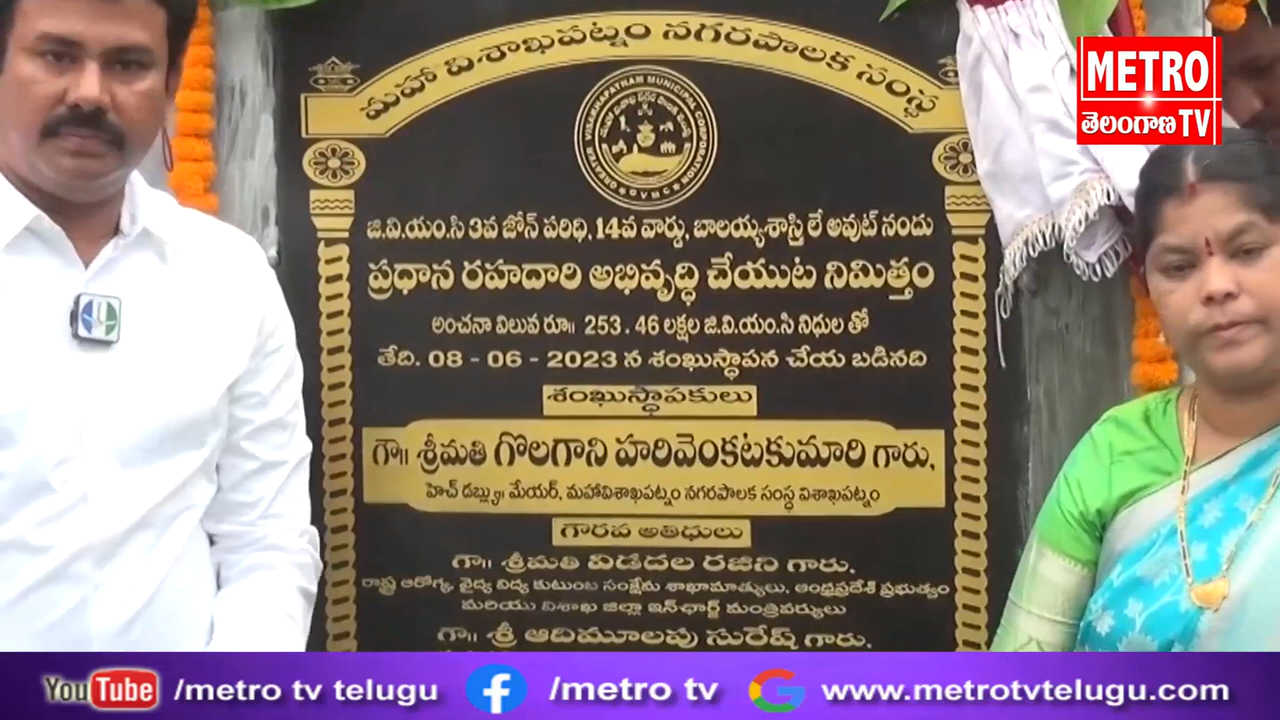 మహా విశాఖపట్నం నగరపాలక సంస్థ
GREATER VISAKHAPATNAM MUNICIPAL CORPORATION
G V M C
METRO
తెలంగాణ TV
జి.వి.యం.సి 3వ జోన్ పరిధి, 14వ వార్డు, బాలయ్యశాస్త్రి లే అవుట్ నందు
ప్రధాన రహదారి అభివృద్ధి చేయుట నిమిత్తం
అంచనా విలువ రూ॥ 253 . 46 లక్షల జి.వి.యం.సి నిధుల తో
తేది. 08 - 06 - 2023 న శంఖుస్థాపన చేయ బడినది
శంఖుస్థాపకులు
గౌ॥ శ్రీమతి గొలగాని హరివెంకటకుమారి గారు,
హెచ్ డబ్ల్యు, మేయర్, మహావిశాఖపట్నం నగరపాలక సంస్థ విశాఖపట్నం
గౌరవ అతిధులు
గౌ॥ శ్రీమతి విడదల రజిని గారు.
రాష్ట్ర ఆరోగ్య, వైద్య విద్య కుటుంబ సంక్షేమ శాఖామాత్యులు, ఆంధ్రప్రదేశ్ ప్రభుత్వం
మరియు విశాఖ జిల్లా ఇన్‌ఛార్జ్ మంత్రివర్యులు
గౌ॥ శ్రీ ఆదిమూలపు సురేష్ గారు,
YouTube /metro tv telugu /metro tv www.metrotvtelugu.com